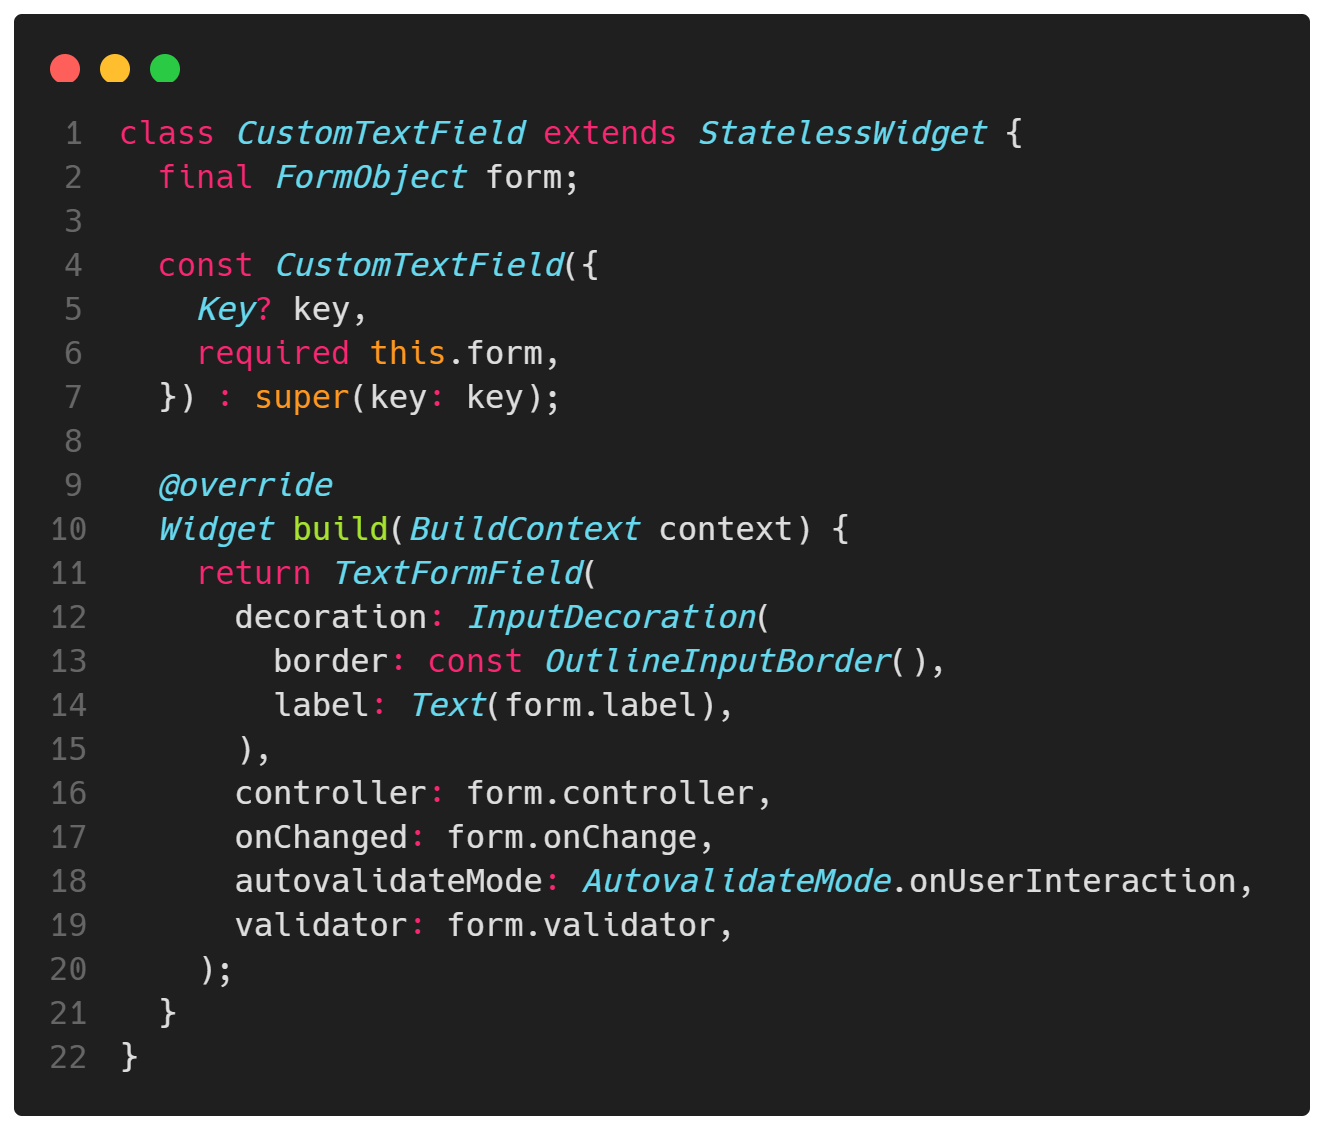 1 class CustomTextField extends StatelessWidget {
2   final FormObject form;
3
4   const CustomTextField({
5     Key? key,
6     required this.form,
7   }) : super(key: key);
8
9   @override
10   Widget build(BuildContext context) {
11     return TextFormField(
12       decoration: InputDecoration(
13         border: const OutlineInputBorder(),
14         label: Text(form.label),
15       ),
16       controller: form.controller,
17       onChanged: form.onChange,
18       autovalidateMode: AutovalidateMode.onUserInteraction,
19       validator: form.validator,
20     );
21   }
22 }